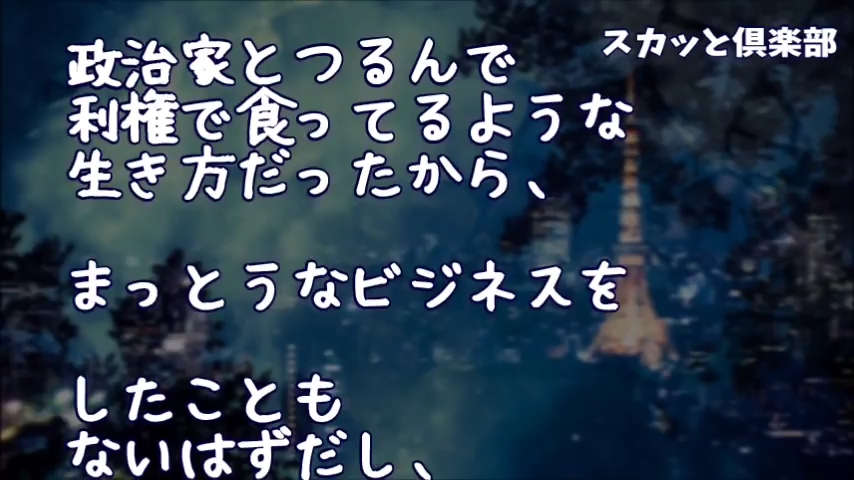 スカッと倶楽部
政治家とつるんで
利権で食ってるような
生き方だったから、
まっとうなビジネスを
したことも
ないはずだし、